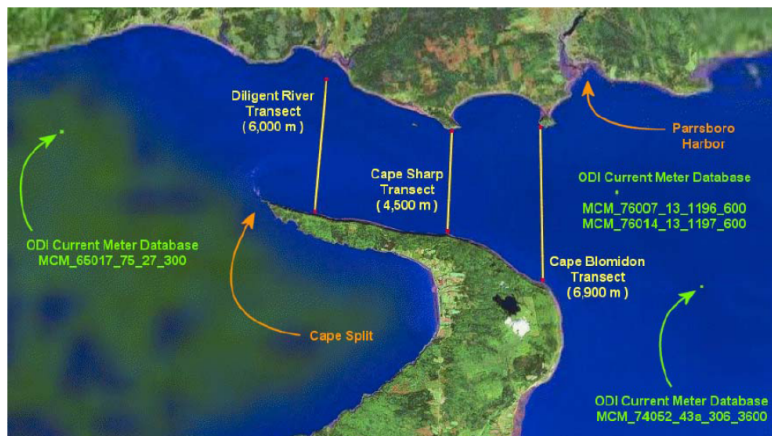 Diligent River
Transect
( 6,000 m )
Cape Sharp
Transect
( 4,500 m )
Parrsboro
Harbor
ODI Current Meter Database
MCM_76007_13_1196_600
MCM_76014_13_1197_600
ODI Current Meter Database
MCM_65017_75_27_300
Cape Blomidon
Transect
( 6,900 m )
Cape Split
ODI Current Meter Database
MCM_74052_43a_306_3600